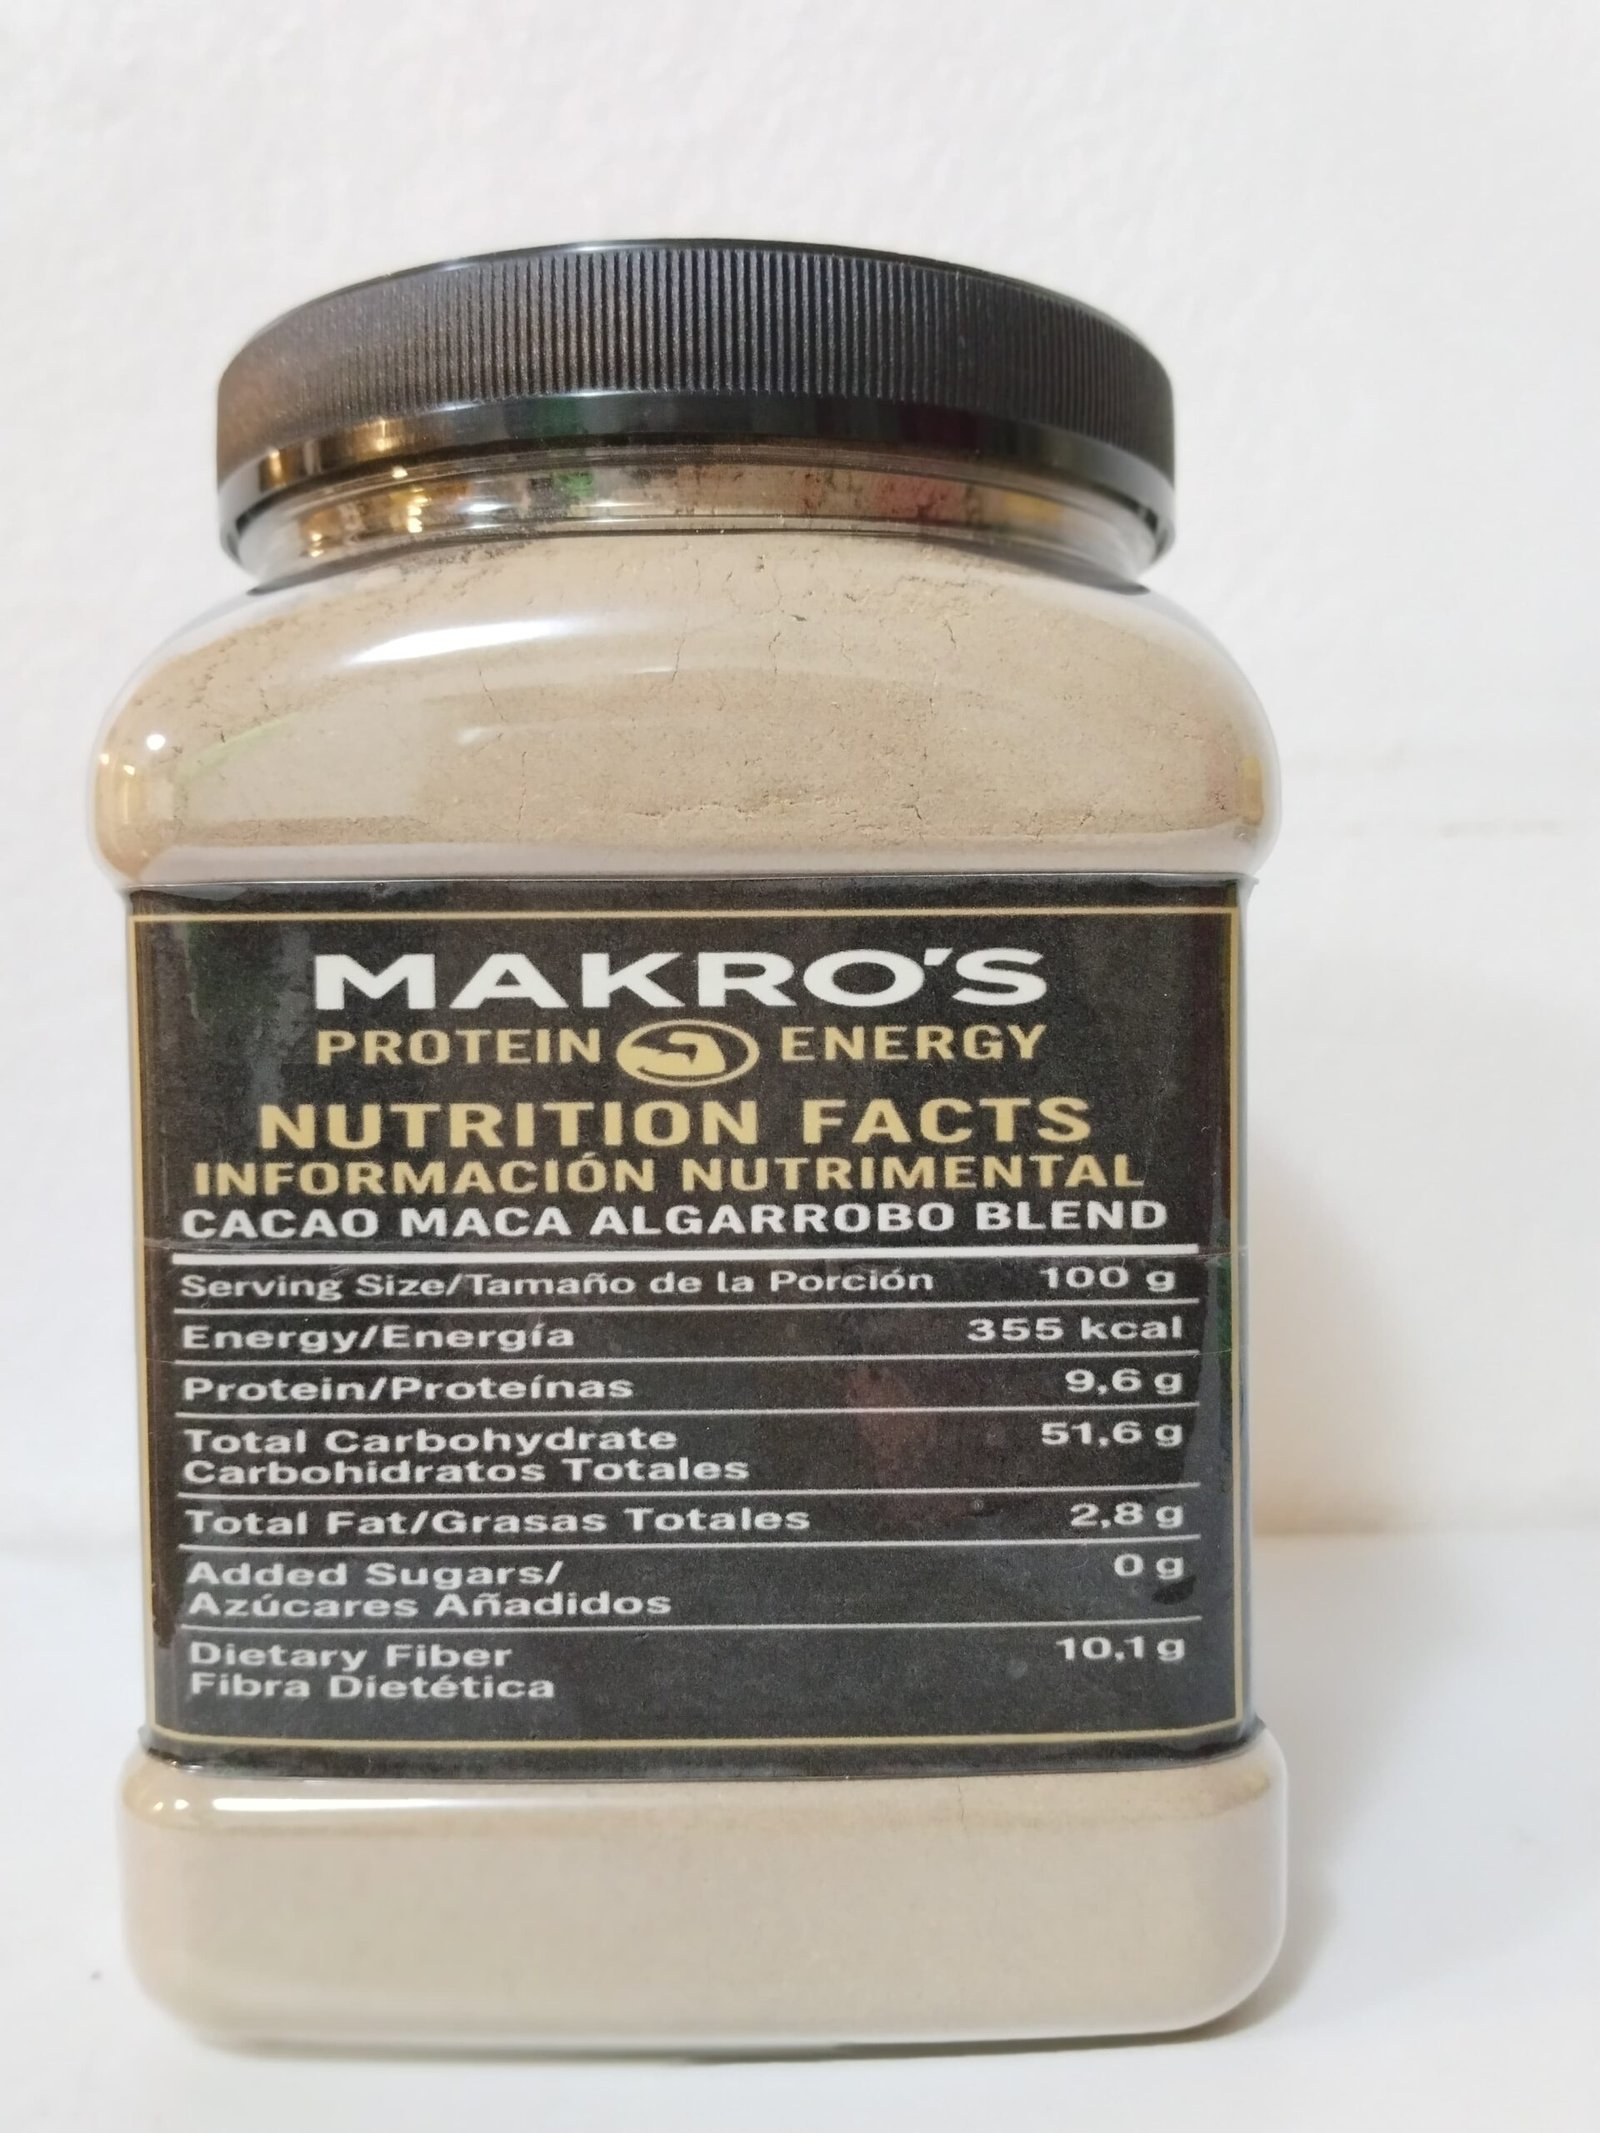 MAKRO'S
PROTEIN ENERGY
NUTRITION FACTS
INFORMACIÓN NUTRIMENTAL
CACAO MACA ALGARROBO BLEND
Serving Size/Tamaño de la Porción 100 g
Energy/Energía 355 kcal
Protein/Proteínas 9,6 g
Total Carbohydrate 51,6 g
Carbohidratos Totales
Total Fat/Grasas Totales 2,8 g
Added Sugars/ 0 g
Azúcares Añadidos
Dietary Fiber 10,1 g
Fibra Dietética